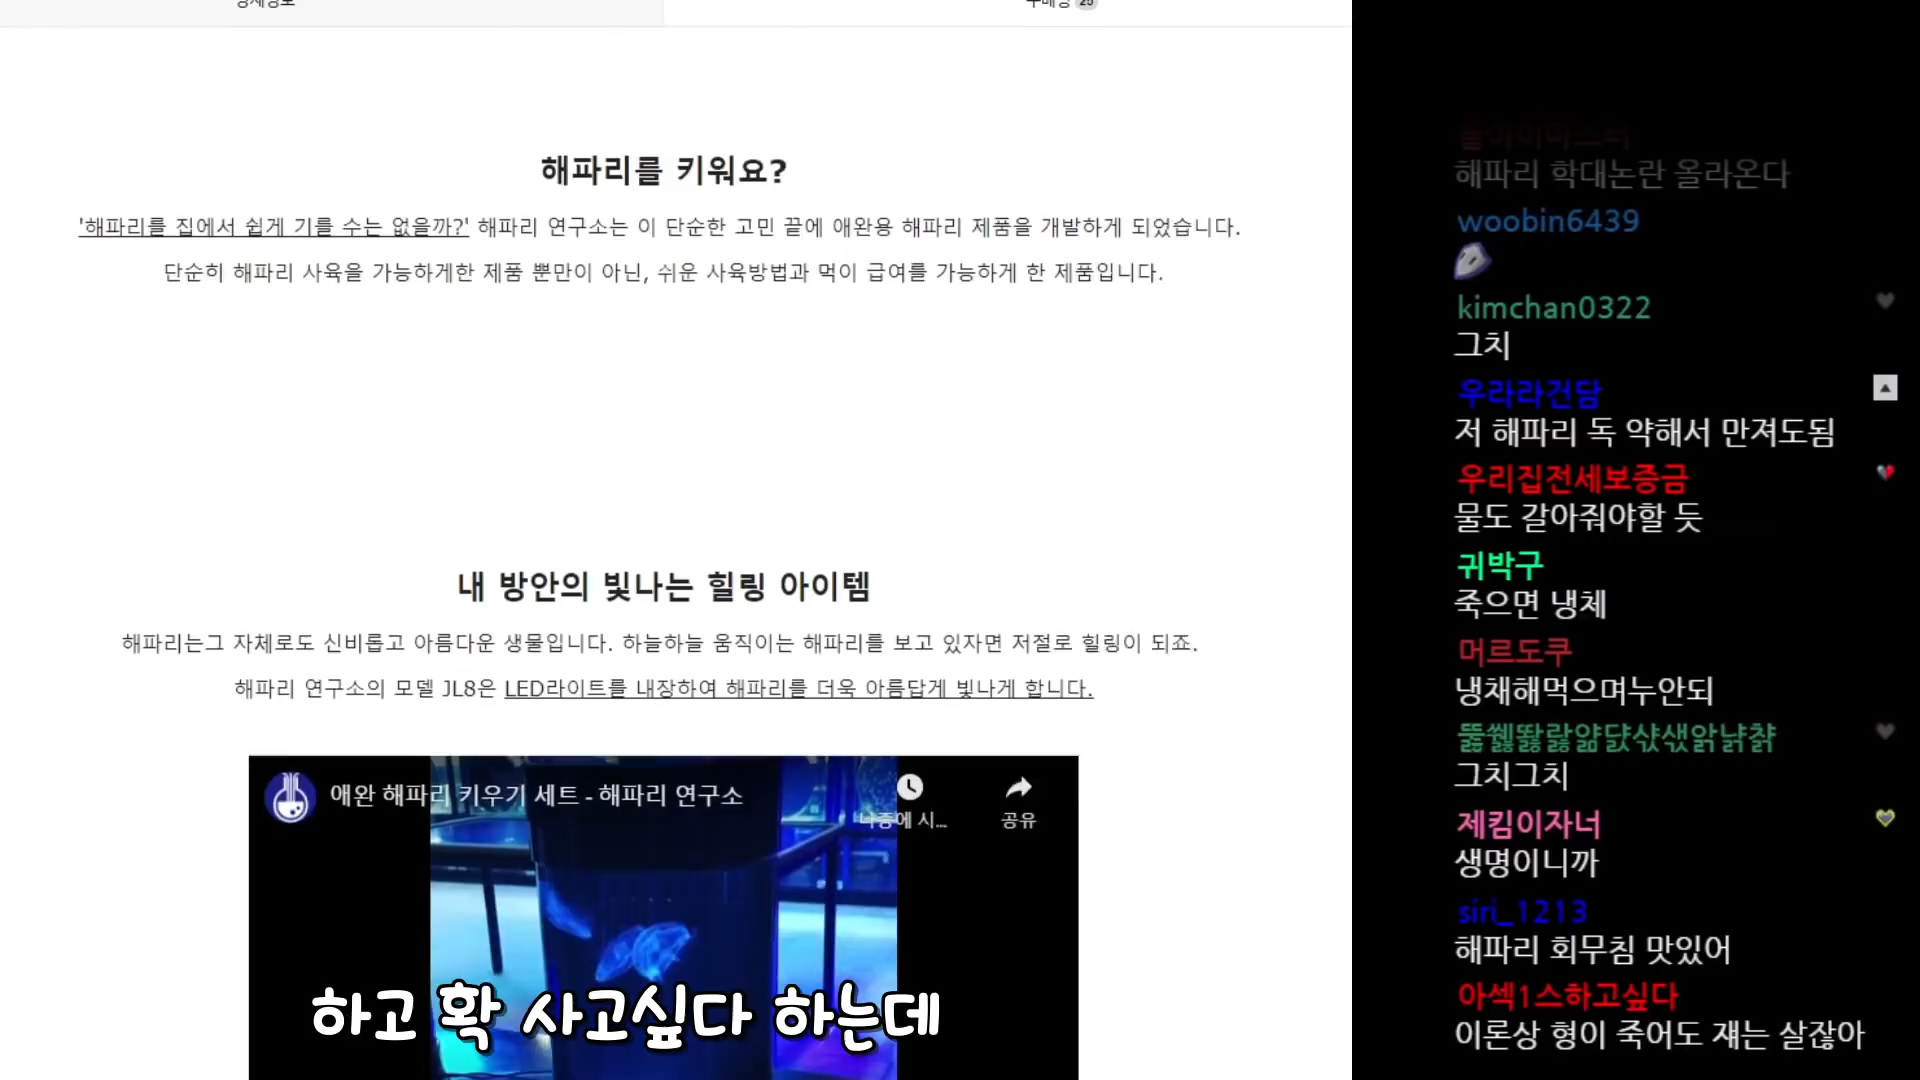 25
해파리를 키워요?
'해파리를 집에서 쉽게 기를 수는 없을까?' 해파리 연구소는 이 단순한 고민 끝에 애완용 해파리 제품을 개발하게 되었습니다.
단순히 해파리 사육을 가능하게한 제품 뿐만이 아닌, 쉬운 사육방법과 먹이 급여를 가능하게 한 제품입니다.
내 방안의 빛나는 힐링 아이템
해파리는그 자체로도 신비롭고 아름다운 생물입니다. 하늘하늘 움직이는 해파리를 보고 있자면 저절로 힐링이 되죠.
해파리 연구소의 모델 JL8은 LED라이트를 내장하여 해파리를 더욱 아름답게 빛나게 합니다.
애완 해파리 키우기 세트 - 해파리 연구소
나중에 시...
공유
하고 확 사고싶다 하는데
해파리 학대논란 올라온다
woobin6439
kimchan0322
그치
우라라건담
저 해파리 독 약해서 만져도됨
우리집전세보증금
물도 갈아줘야할 듯
귀박구
죽으면 냉체
머르도쿠
냉채해먹으며누안되
그치그치
제킴이자너
생명이니까
siri_1213
해파리 회무침 맛있어
아섹1스하고싶다
이론상 형이 죽어도 쟤는 살잖아